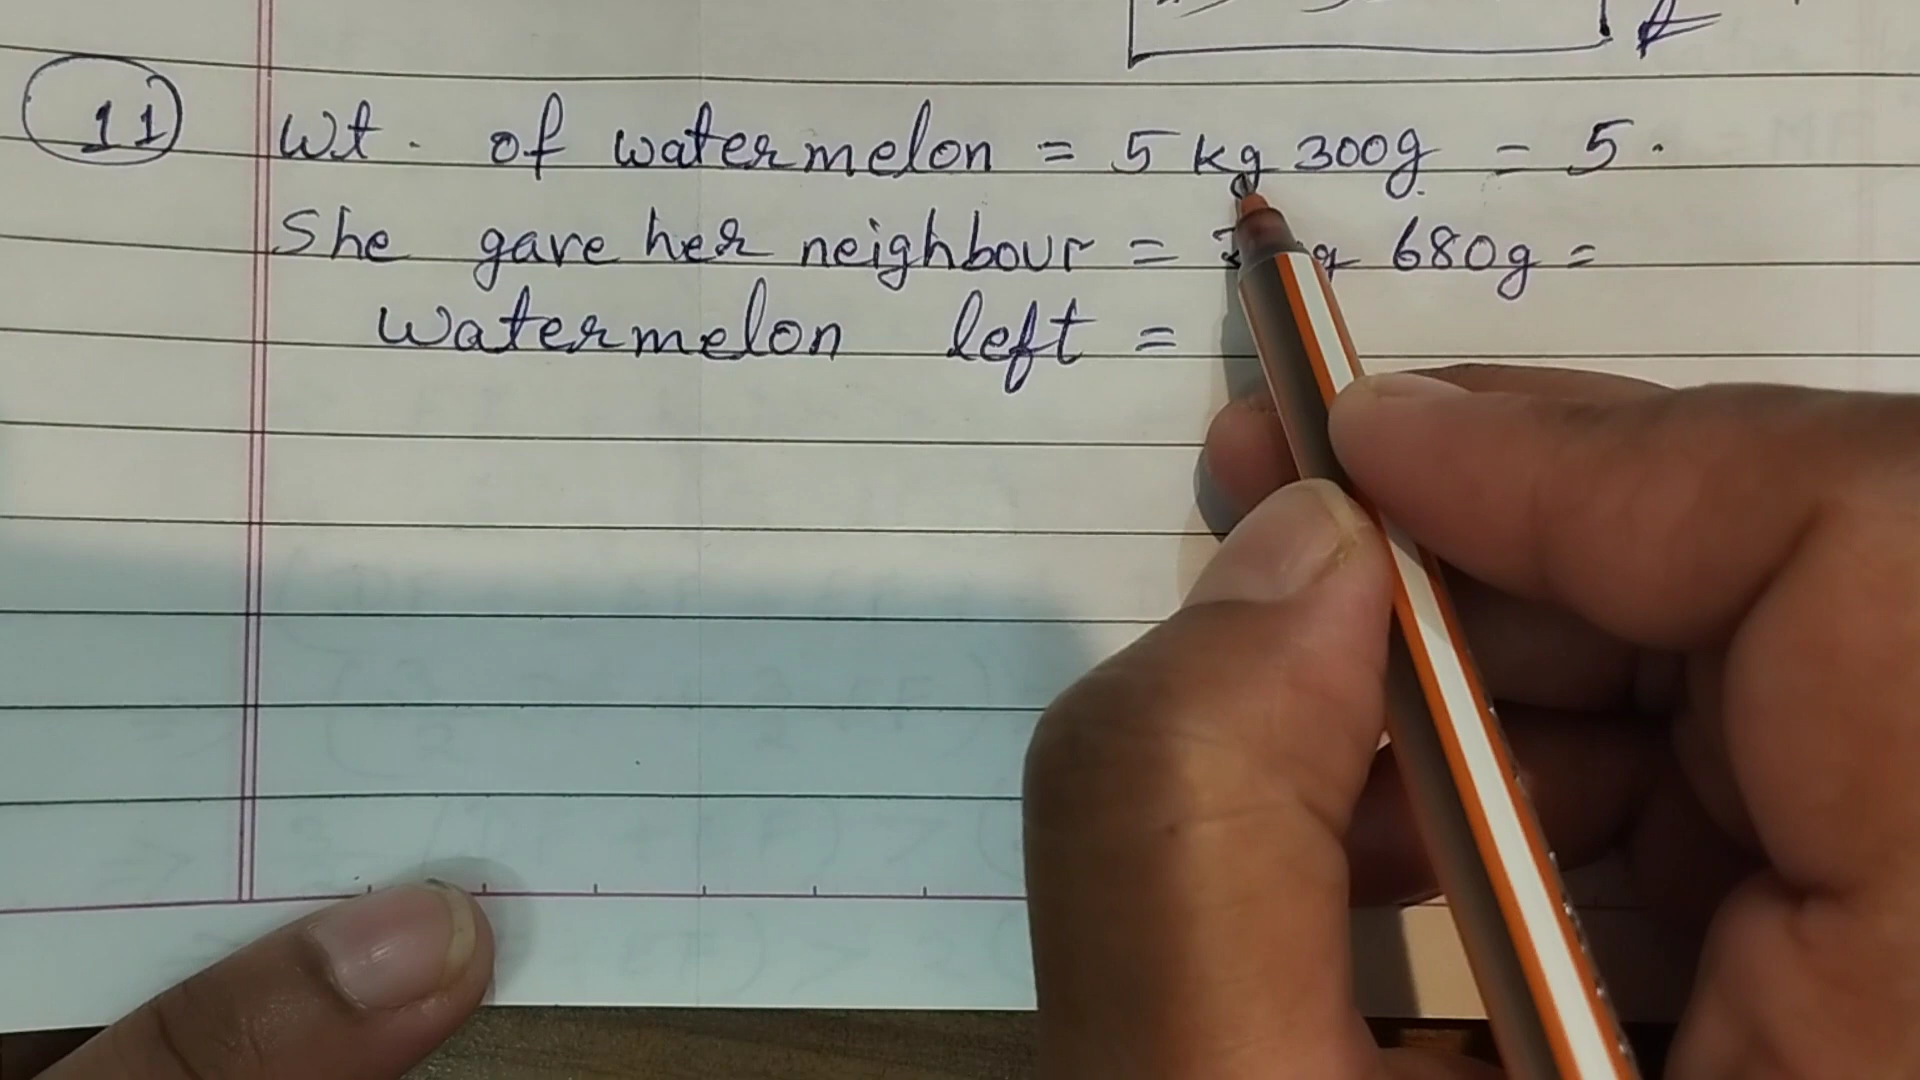 11 Wt. of watermelon = 5 kg 300g = 5.
She gave her neighbour = 680g =
Watermelon left =